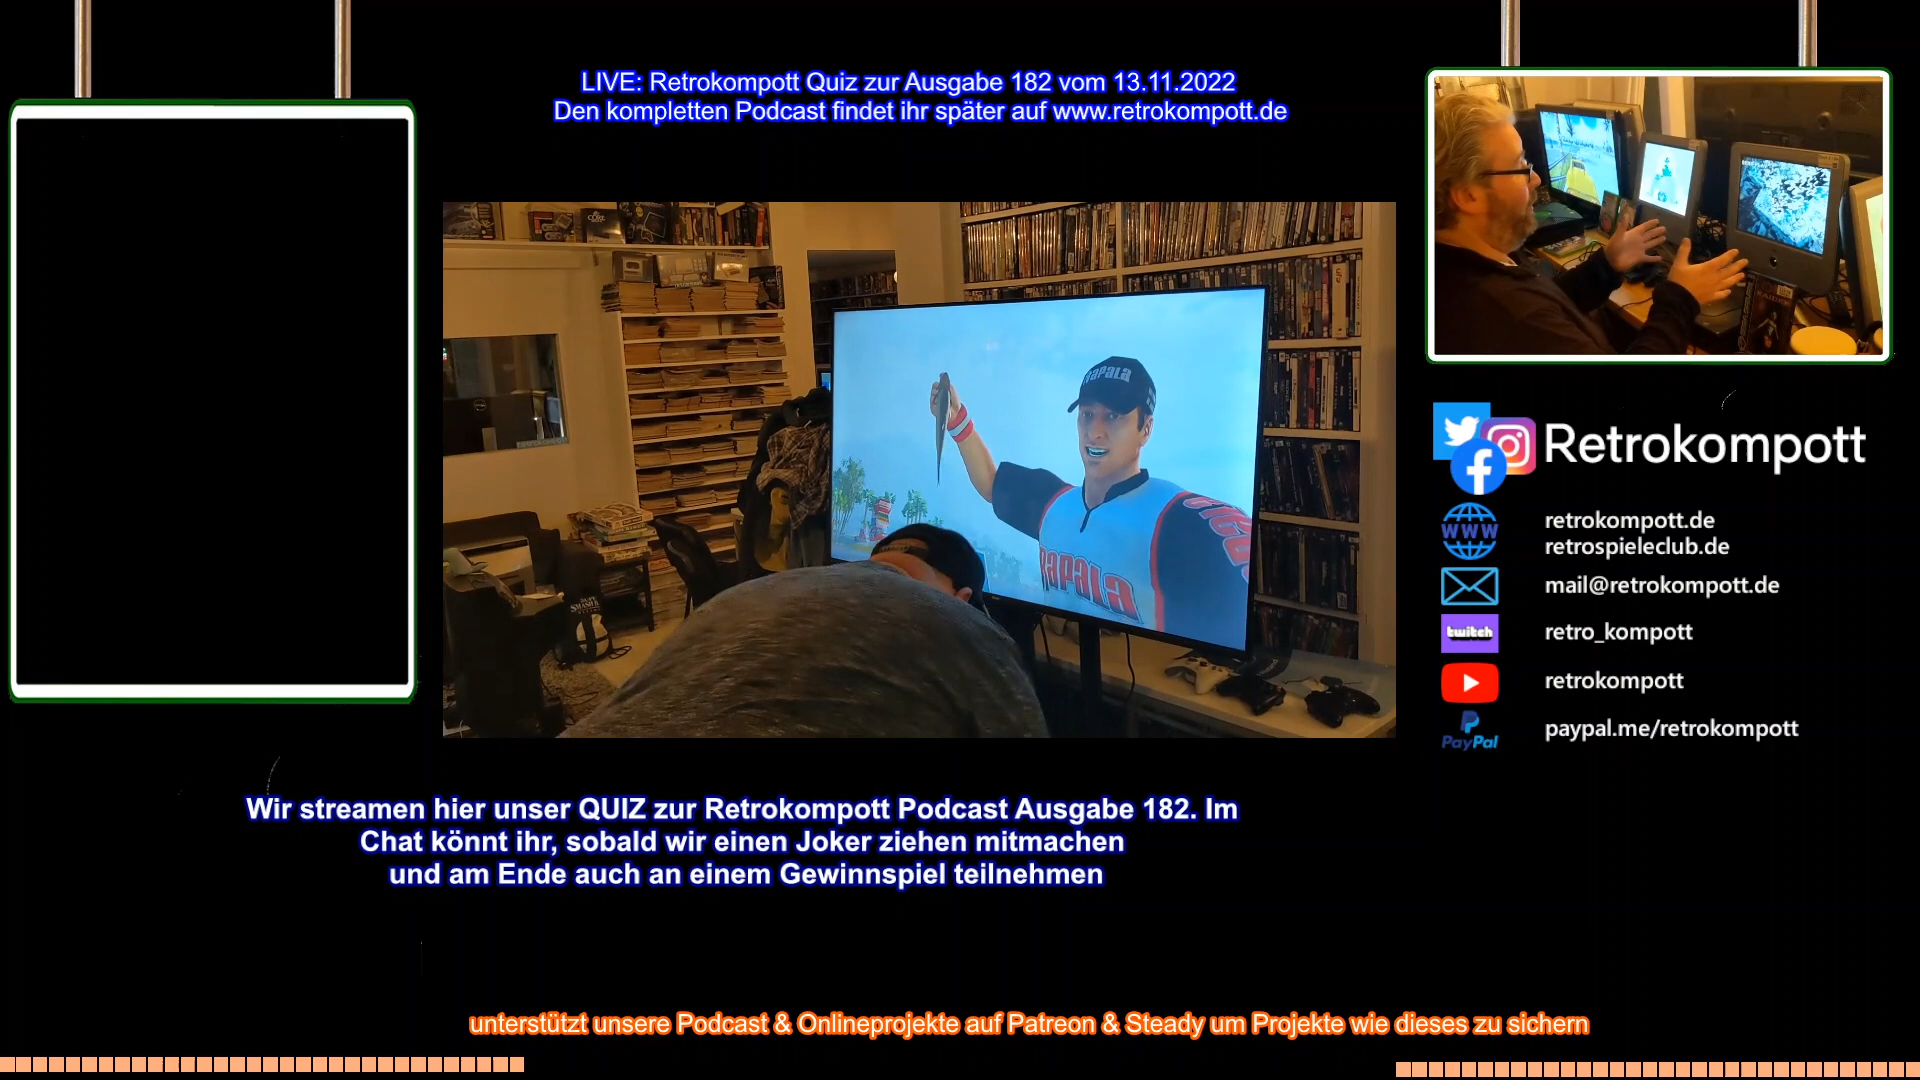 LIVE: Retrokompott Quiz zur Ausgabe 182 vom 13.11.2022
Den kompletten Podcast findet ihr später auf www.retrokompott.de
RAPALA
RAPALA
Retrokompott
www
retrokompott.de
retrospieleclub.de
mail@retrokompott.de
twitch
retro_kompott
retrokompott
PayPal
paypal.me/retrokompott
Wir streamen hier unser QUIZ zur Retrokompott Podcast Ausgabe 182. Im
Chat könnt ihr, sobald wir einen Joker ziehen mitmachen
und am Ende auch an einem Gewinnspiel teilnehmen
unterstützt unsere Podcast & Onlineprojekte auf Patreon & Steady um Projekte wie dieses zu sichern